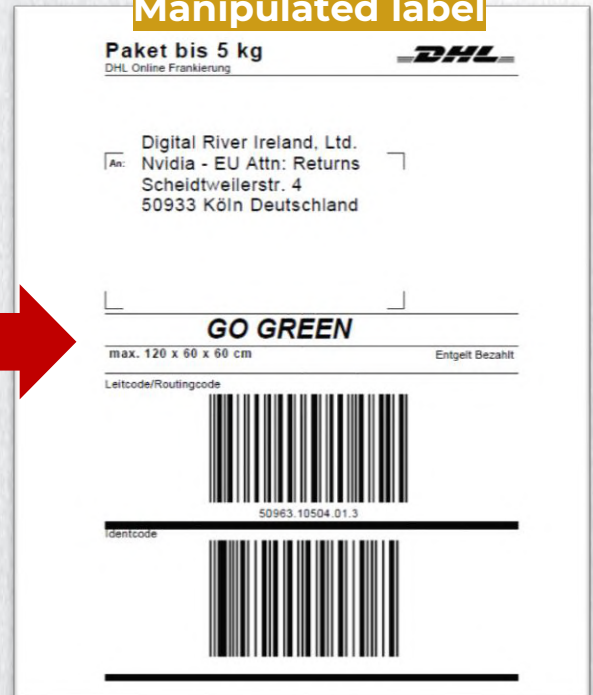 Manipulated label
Paket bis 5 kg
DHL Online Frankierung
DHL
An:
Digital River Ireland, Ltd.
Nvidia - EU Attn: Returns
Scheidtweilerstr. 4
50933 Köln Deutschland
GO GREEN
max. 120 x 60 x 60 cm
Entgelt Bezahlt
Leitcode/Routingcode
50963.10504.01.3
Identcode